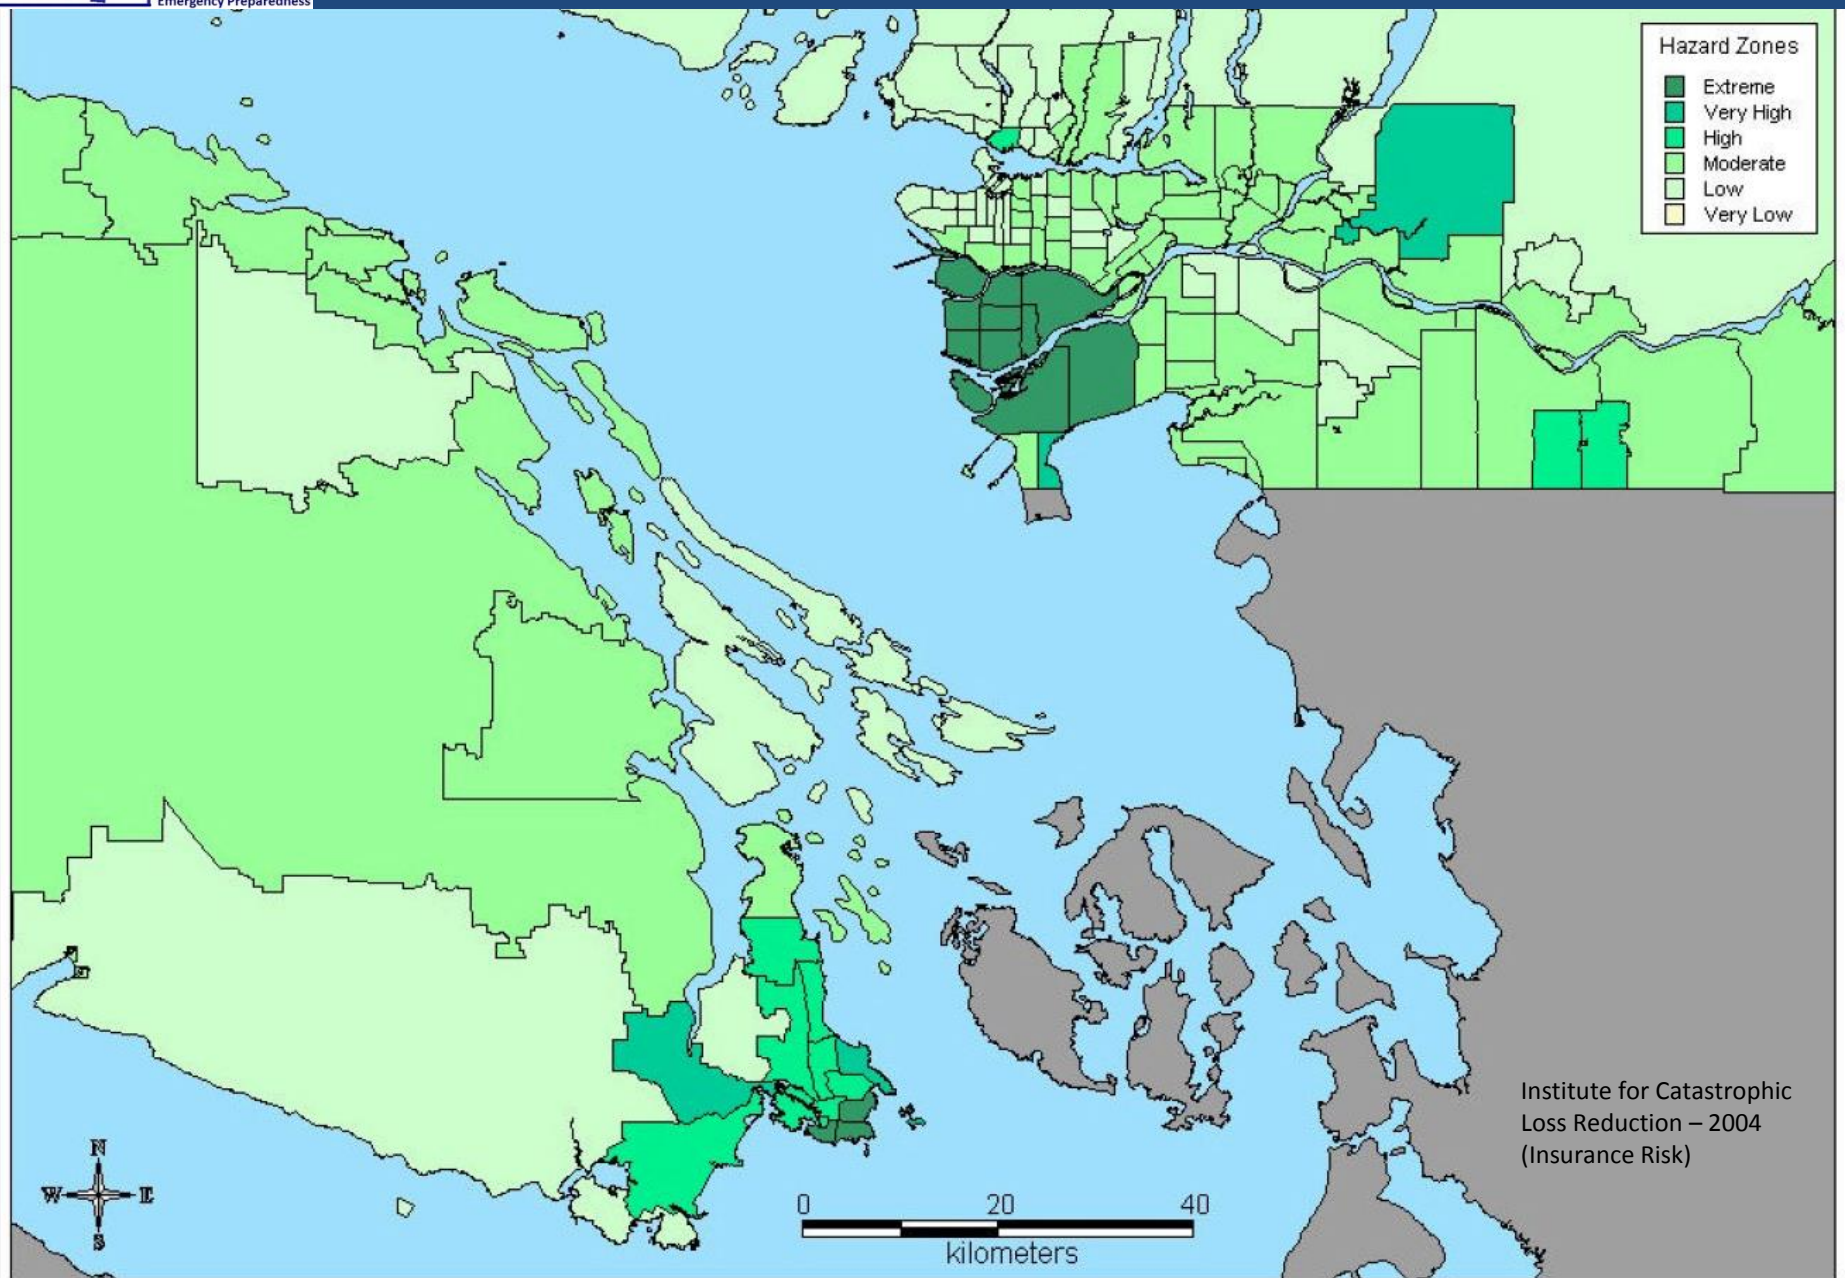 Emergency Preparedness
Hazard Zones
Extreme
Very High
High
Moderate
Low
Very Low
Institute for Catastrophic
Loss Reduction – 2004
(Insurance Risk)
N
W E
S
0 20 40
kilometers